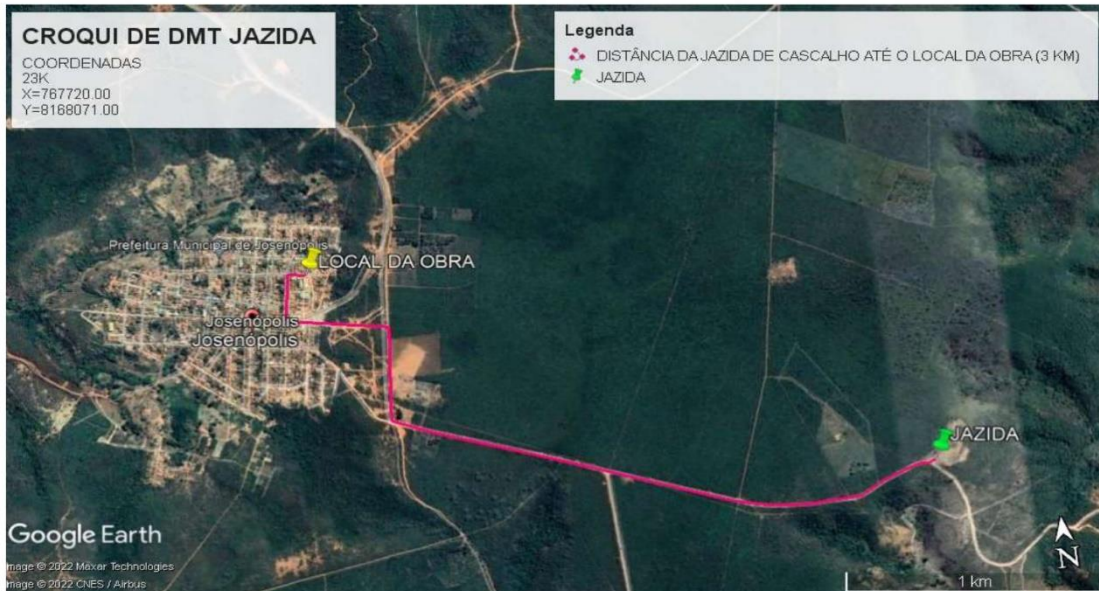 CROQUI DE DMT JAZIDA
COORDENADAS
23K
X=767720.00
Y=8168071.00
Legenda
DISTÂNCIA DA JAZIDA DE CASCALHO ATÉ O LOCAL DA OBRA (3 KM)
JAZIDA
Prefeitura Municipal de Josenópolis
LOCAL DA OBRA
Josenópolis
Josenópolis
JAZIDA
Google Earth
mage © 2022 Maxar Technologies
mage © 2022 CNES / Airbus
1 km
N